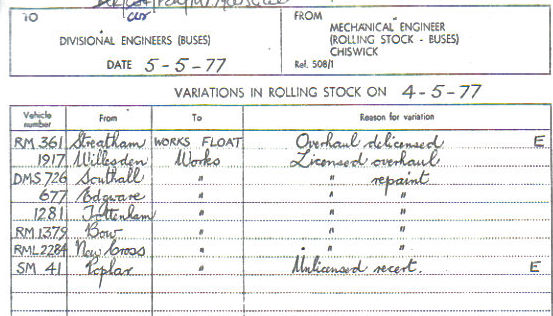 TO
FROM
DIVISIONAL ENGINEERS (BUSES)
MECHANICAL ENGINEER
(ROLLING STOCK - BUSES)
CHISWICK
DATE 5-5-77
Ref. 508/1
VARIATIONS IN ROLLING STOCK ON 4-5-77
Vehicle number From To Reason for variation
RM 361 Streatham WORKS FLOAT Overhaul delicensed E
1917 Willesden Works Licensed overhaul
DMS 726 Southall " " repaint
677 Edgware " " "
1281 Tottenham " " "
RM 1379 Bow " " "
RML 2284 New Cross " " "
SM 41 Poplar " Unlicensed recert. E